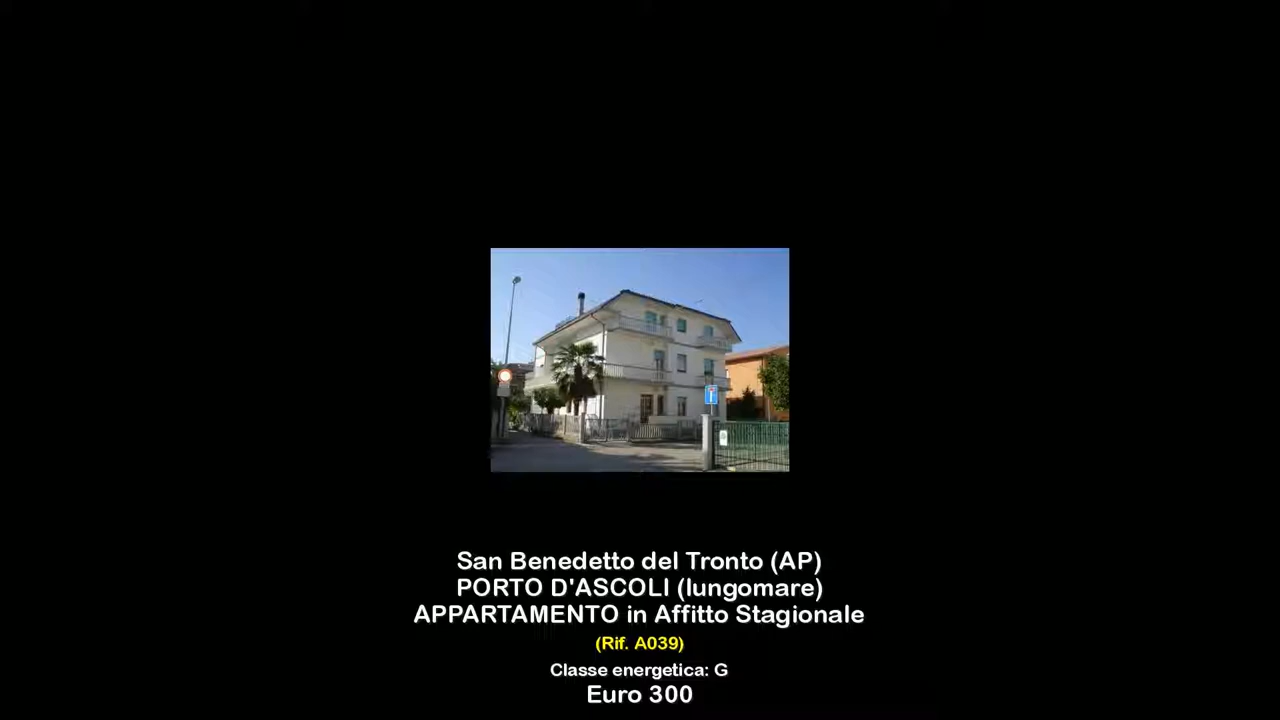 San Benedetto del Tronto (AP)
PORTO D'ASCOLI (lungomare)
APPARTAMENTO in Affitto Stagionale
(Rif. A039)
Classe energetica: G
Euro 300